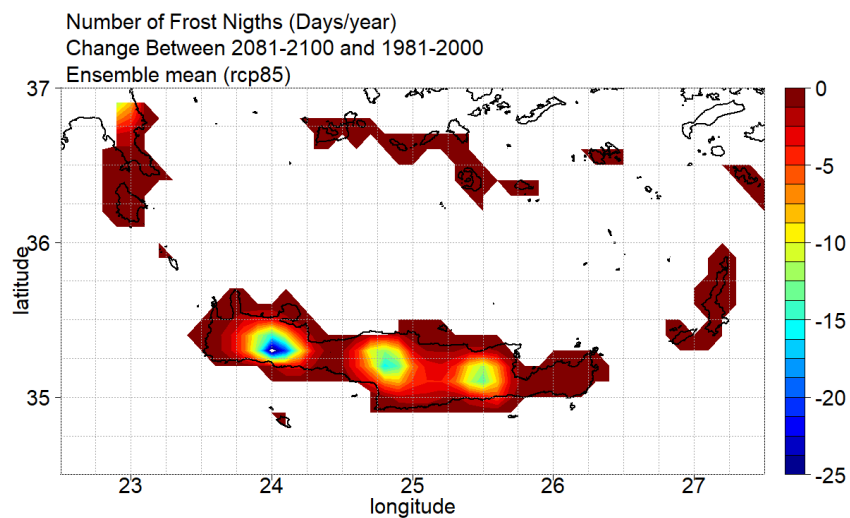 Number of Frost Nigths (Days/year)
Change Between 2081-2100 and 1981-2000
Ensemble mean (rcp85)
37
36
35
latitude
23
24
25
26
27
longitude
0
-5
-10
-15
-20
-25